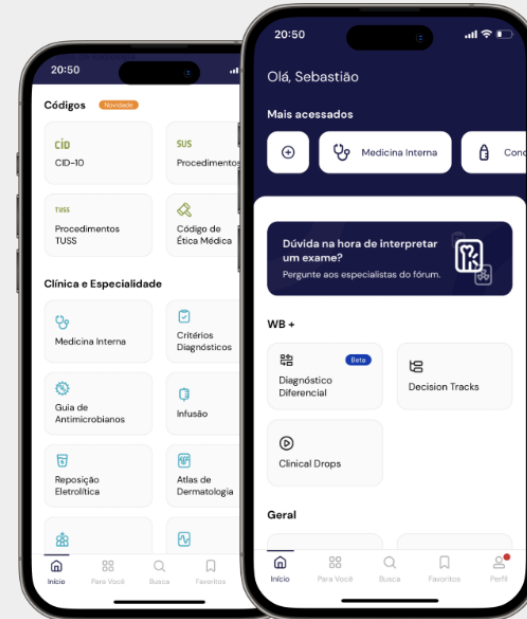 20:50
Códigos
Novidade
CID
CID-10
SUS
Procedimentos
TUSS
Procedimentos
TUSS
Código de
Ética Médica
Clínica e Especialidade
Medicina Interna
Critérios
Diagnósticos
Guia de
Antimicrobianos
Infusão
Reposição
Eletrolítica
Atlas de
Dermatologia
Início
Para Você
Busca
Favoritos
20:50
Olá, Sebastião
Mais acessados
Medicina Interna
Conc
Dúvida na hora de interpretar
um exame?
Pergunte aos especialistas do fórum.
WB +
Beta
Diagnóstico
Diferencial
Decision Tracks
Clinical Drops
Geral
Início
Para Você
Busca
Favoritos
Perfil